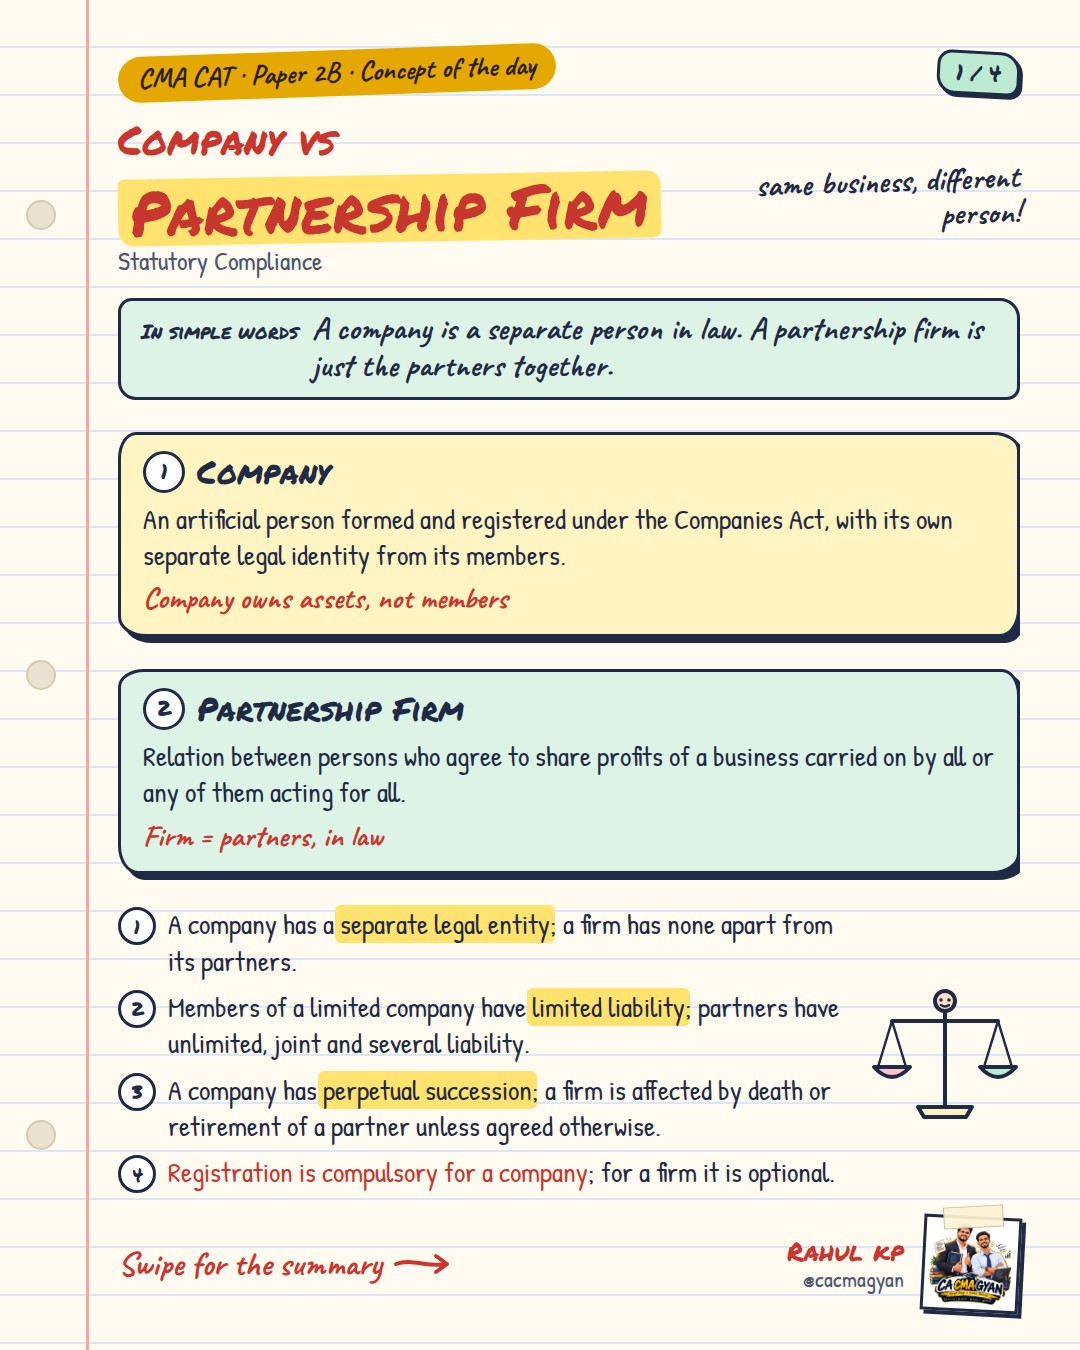 CMA CAT · Paper 2B · Concept of the day
1 / 4
Company vs
Partnership Firm
same business, different
person!
Statutory Compliance
In simple words A company is a separate person in law. A partnership firm is
just the partners together.
1 Company
An artificial person formed and registered under the Companies Act, with its own
separate legal identity from its members.
Company owns assets, not members
2 Partnership Firm
Relation between persons who agree to share profits of a business carried on by all or
any of them acting for all.
Firm = partners, in law
1 A company has a separate legal entity; a firm has none apart from
its partners.
2 Members of a limited company have limited liability; partners have
unlimited, joint and several liability.
3 A company has perpetual succession; a firm is affected by death or
retirement of a partner unless agreed otherwise.
4 Registration is compulsory for a company; for a firm it is optional.
Swipe for the summary →
Rahul KP
@cacmagyan
CA CMA GYAN